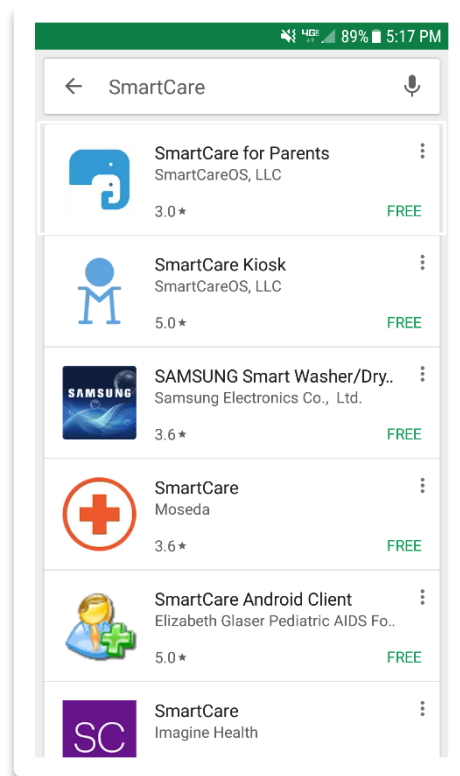 4GE 89% 5:17 PM
SmartCare
SmartCare for Parents
SmartCareOS, LLC
3.0★ FREE
SmartCare Kiosk
SmartCareOS, LLC
5.0★ FREE
SAMSUNG
SAMSUNG Smart Washer/Dry..
Samsung Electronics Co., Ltd.
3.6★ FREE
SmartCare
Moseda
3.6★ FREE
SmartCare Android Client
Elizabeth Glaser Pediatric AIDS Fo..
5.0★ FREE
SC
SmartCare
Imagine Health